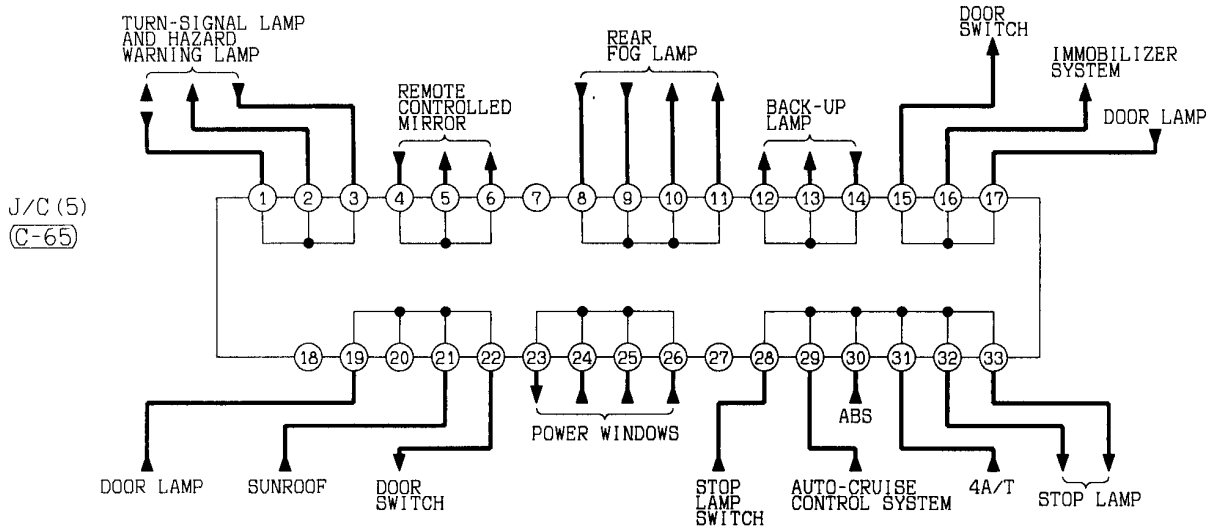 TURN-SIGNAL LAMP
AND HAZARD
WARNING LAMP
REMOTE
CONTROLLED
MIRROR
REAR
FOG LAMP
BACK-UP
LAMP
DOOR
SWITCH
IMMOBILIZER
SYSTEM
DOOR LAMP
1 2 3 4 5 6 7 8 9 10 11 12 13 14 15 16 17
J/C (5)
C-65
18 19 20 21 22 23 24 25 26 27 28 29 30 31 32 33
DOOR LAMP
SUNROOF
DOOR
SWITCH
POWER WINDOWS
STOP
LAMP
SWITCH
AUTO-CRUISE
CONTROL SYSTEM
ABS
4A/T
STOP LAMP